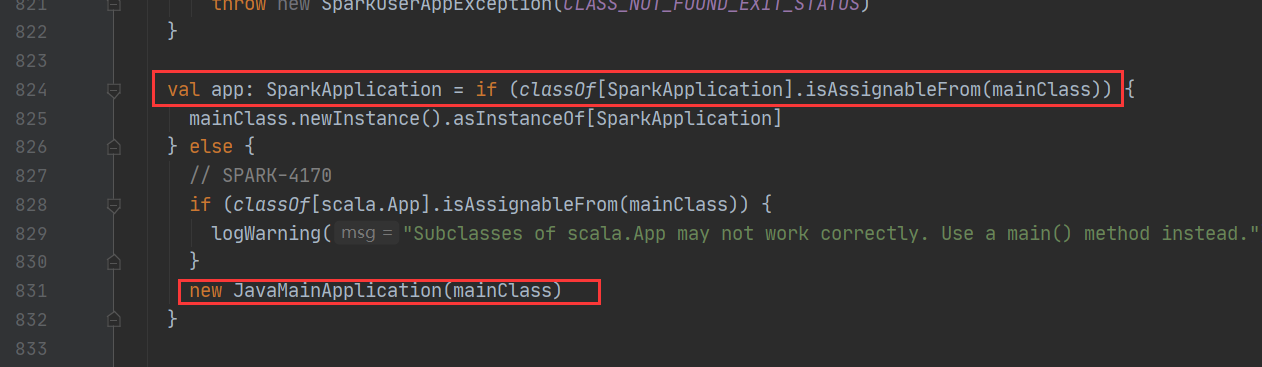 821 throw new SparkUserAppException(CLASS_NOT_FOUND_EXIT_STATUS)
822 }
823
824 val app: SparkApplication = if (classOf[SparkApplication].isAssignableFrom(mainClass)) {
825 mainClass.newInstance().asInstanceOf[SparkApplication]
826 } else {
827 // SPARK-4170
828 if (classOf[scala.App].isAssignableFrom(mainClass)) {
829 logWarning( msg = "Subclasses of scala.App may not work correctly. Use a main() method instead."
830 }
831 new JavaMainApplication(mainClass)
832 }
833